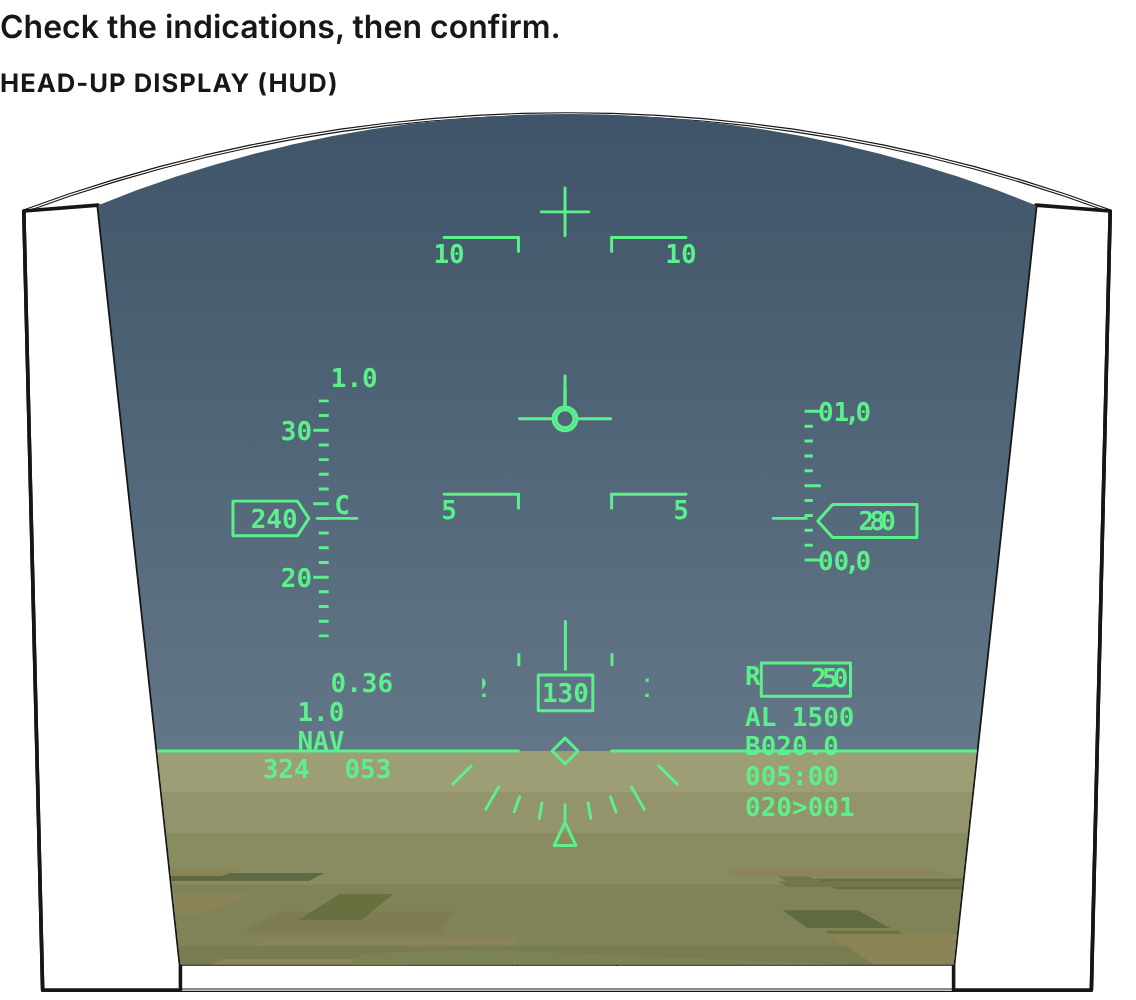 Check the indications, then confirm.
HEAD-UP DISPLAY (HUD)
10 10
1.0
01,0
30
C
5 5
240
280
00,0
20
R 250
0.36
130
1.0
AL 1500
NAV
B020.0
324 053
005:00
020>001